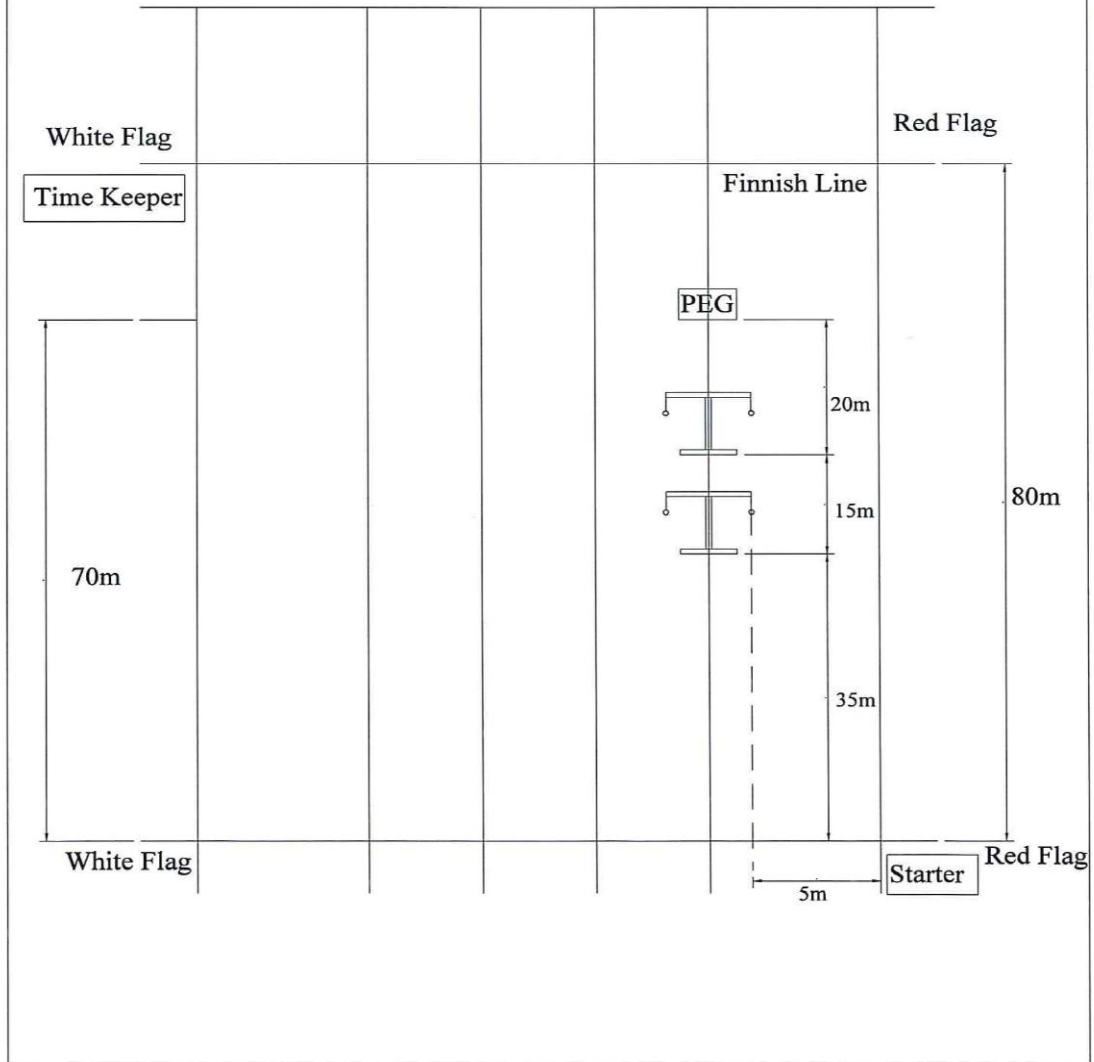 White Flag
Red Flag
Time Keeper
Finnish Line
PEG
20m
15m
80m
70m
35m
White Flag
Starter
Red Flag
5m